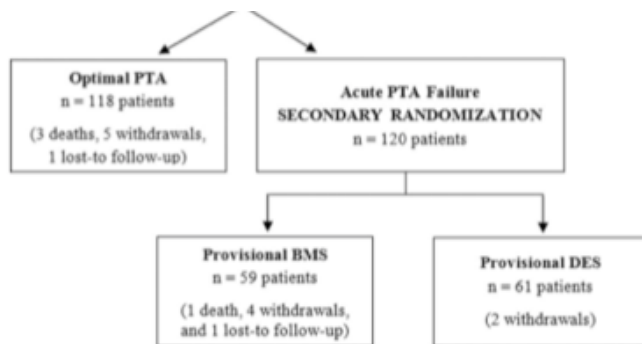 Optimal PTA
n = 118 patients
(3 deaths, 5 withdrawals,
1 lost-to follow-up)
Acute PTA Failure
SECONDARY RANDOMIZATION
n = 120 patients
Provisional BMS
n = 59 patients
(1 death, 4 withdrawals,
and 1 lost-to follow-up)
Provisional DES
n = 61 patients
(2 withdrawals)